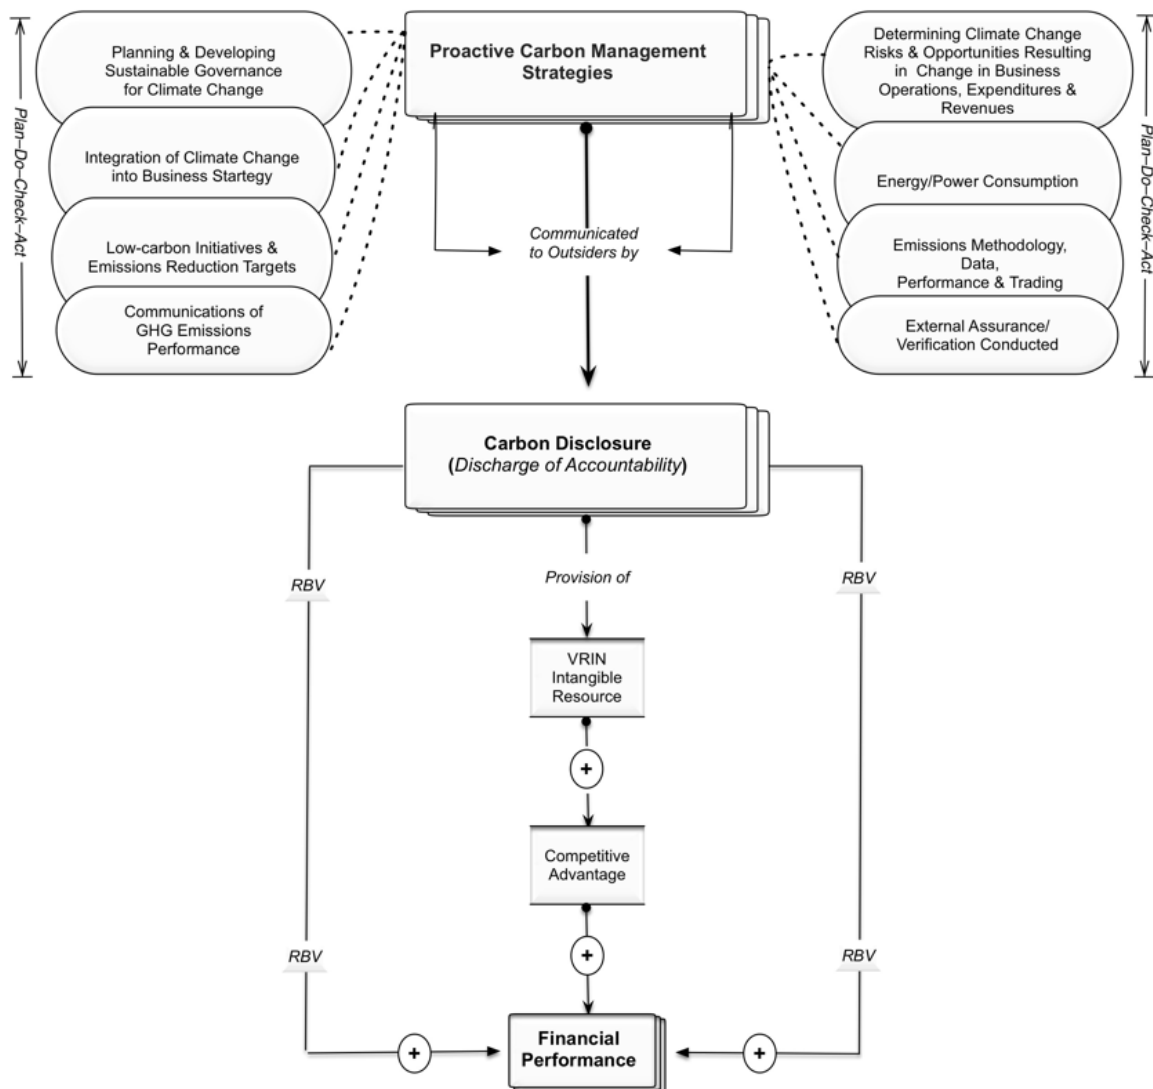 Plan–Do–Check–Act
Planning & Developing
Sustainable Governance
for Climate Change
Integration of Climate Change
into Business Startegy
Low-carbon Initiatives &
Emissions Reduction Targets
Communications of
GHG Emissions
Performance
Proactive Carbon Management
Strategies
Communicated
to Outsiders by
Determining Climate Change
Risks & Opportunities Resulting
in Change in Business
Operations, Expenditures &
Revenues
Energy/Power Consumption
Emissions Methodology,
Data,
Performance & Trading
External Assurance/
Verification Conducted
Plan–Do–Check–Act
Carbon Disclosure
(Discharge of Accountability)
RBV
Provision of
RBV
VRIN
Intangible
Resource
+
Competitive
Advantage
RBV
+
RBV
+
Financial
Performance
+